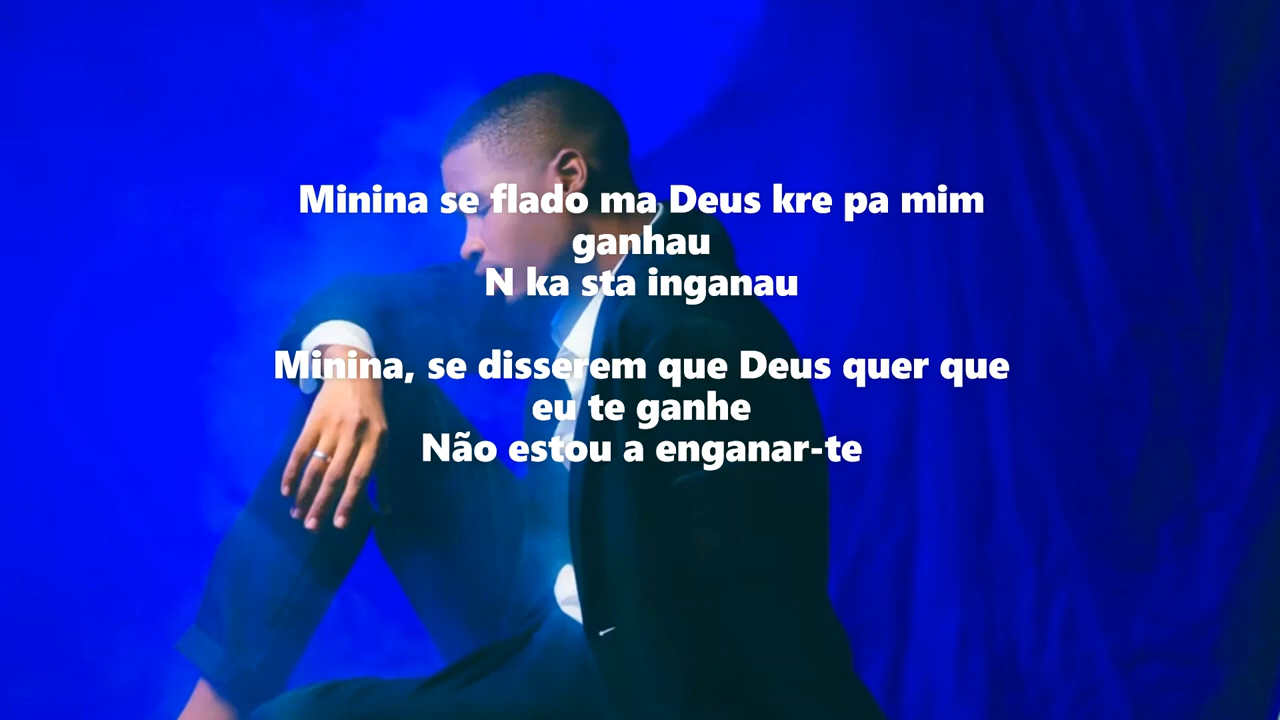 Minina se flado ma Deus kre pa mim
ganhau
N ka sta inganau
Minina, se disserem que Deus quer que
eu te ganhe
Não estou a enganar-te